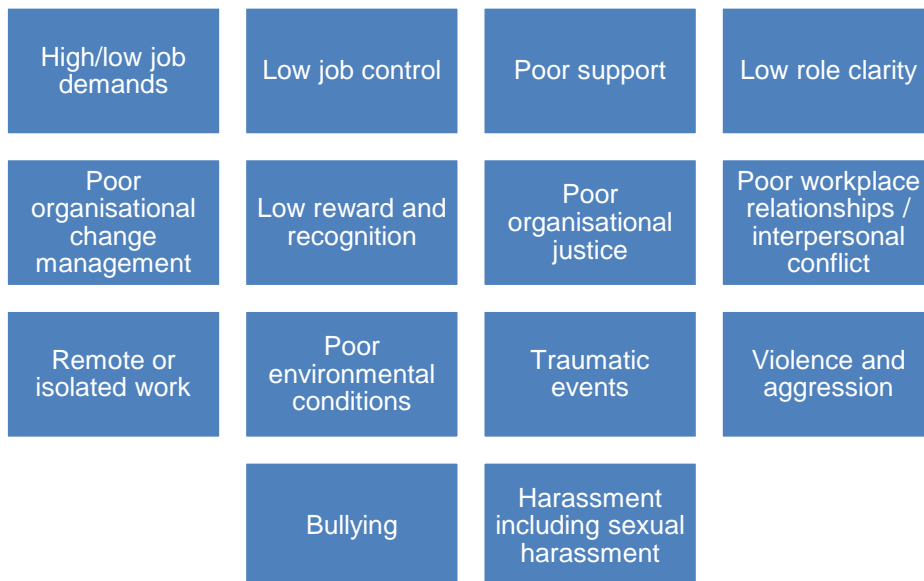 High/low job
demands
Low job control
Poor support
Low role clarity
Poor
organisational
change
management
Low reward and
recognition
Poor
organisational
justice
Poor workplace
relationships /
interpersonal
conflict
Remote or
isolated work
Poor
environmental
conditions
Traumatic
events
Violence and
aggression
Bullying
Harassment
including sexual
harassment